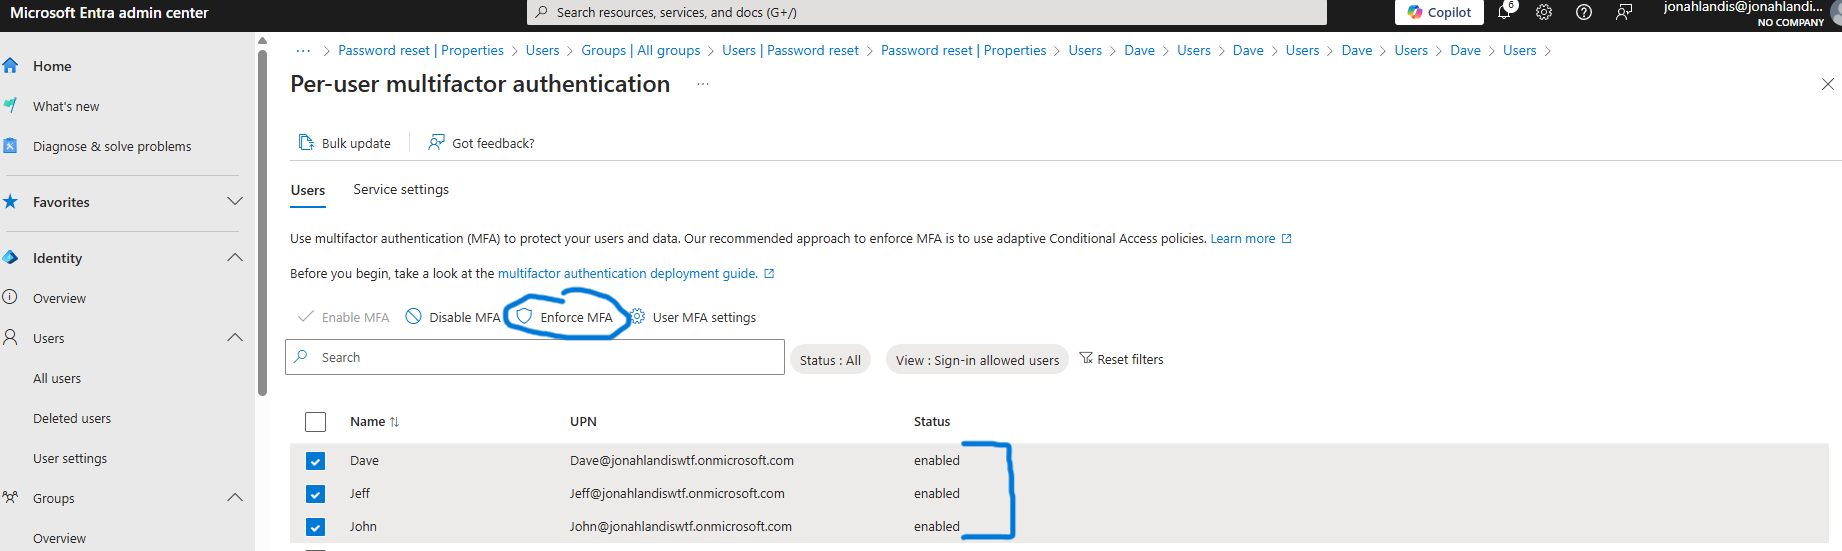 Microsoft Entra admin center
Search resources, services, and docs (G+/)
Copilot
6
jonahlandis@jonahlandi...
NO COMPANY
Home
What's new
Diagnose & solve problems
Favorites
Identity
Overview
Users
All users
Deleted users
User settings
Groups
Overview
··· > Password reset | Properties > Users > Groups | All groups > Users | Password reset > Password reset | Properties > Users > Dave > Users > Dave > Users > Dave > Users > Dave > Users >
Per-user multifactor authentication ···
Bulk update
Got feedback?
Users
Service settings
Use multifactor authentication (MFA) to protect your users and data. Our recommended approach to enforce MFA is to use adaptive Conditional Access policies. Learn more
Before you begin, take a look at the multifactor authentication deployment guide.
Enable MFA
Disable MFA
Enforce MFA
User MFA settings
Search
Status : All
View : Sign-in allowed users
Reset filters
Name UPN Status
Dave Dave@jonahlandiswtf.onmicrosoft.com enabled
Jeff Jeff@jonahlandiswtf.onmicrosoft.com enabled
John John@jonahlandiswtf.onmicrosoft.com enabled